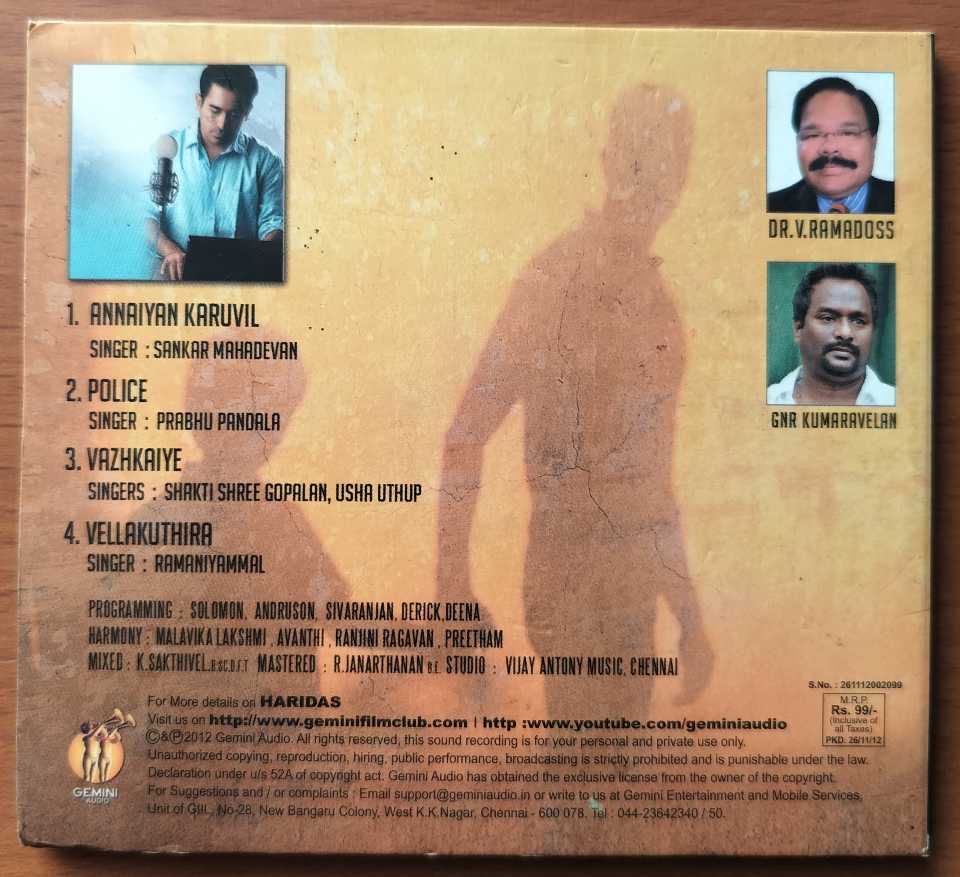 DR.V.RAMADOSS
GNR KUMARAVELAN
1. ANNAIYAN KARUVIL
SINGER : SANKAR MAHADEVAN
2. POLICE
SINGER : PRABHU PANDALA
3. VAZHKAIYE
SINGERS : SHAKTI SHREE GOPALAN, USHA UTHUP
4. VELLAKUTHIRA
SINGER : RAMANIYAMMAL
PROGRAMMING : SOLOMON, ANDRUSON, SIVARANJAN, DERICK,DEENA
HARMONY : MALAVIKA LAKSHMI , AVANTHI , RANJINI RAGAVAN , PREETHAM
MIXED : K.SAKTHIVEL.B.SC.D.F.T MASTERED : R.JANARTHANAN B.E. STUDIO : VIJAY ANTONY MUSIC, CHENNAI
S.No. : 261112002099
M.R.P.
Rs. 99/-
(Inclusive of
all Taxes)
PKD. 26/11/12
For More details on HARIDAS
Visit us on http://www.geminifilmclub.com I http :www.youtube.com/geminiaudio
©&℗2012 Gemini Audio. All rights reserved, this sound recording is for your personal and private use only.
Unauthorized copying, reproduction, hiring, public performance, broadcasting is strictly prohibited and is punishable under the law.
Declaration under u/s 52A of copyright act. Gemini Audio has obtained the exclusive license from the owner of the copyright.
For Suggestions and / or complaints : Email support@geminiaudio.in or write to us at Gemini Entertainment and Mobile Services,
Unit of GIIL, No-28, New Bangaru Colony, West K.K.Nagar, Chennai - 600 078. Tel : 044-23642340 / 50.
GEMINI
AUDIO